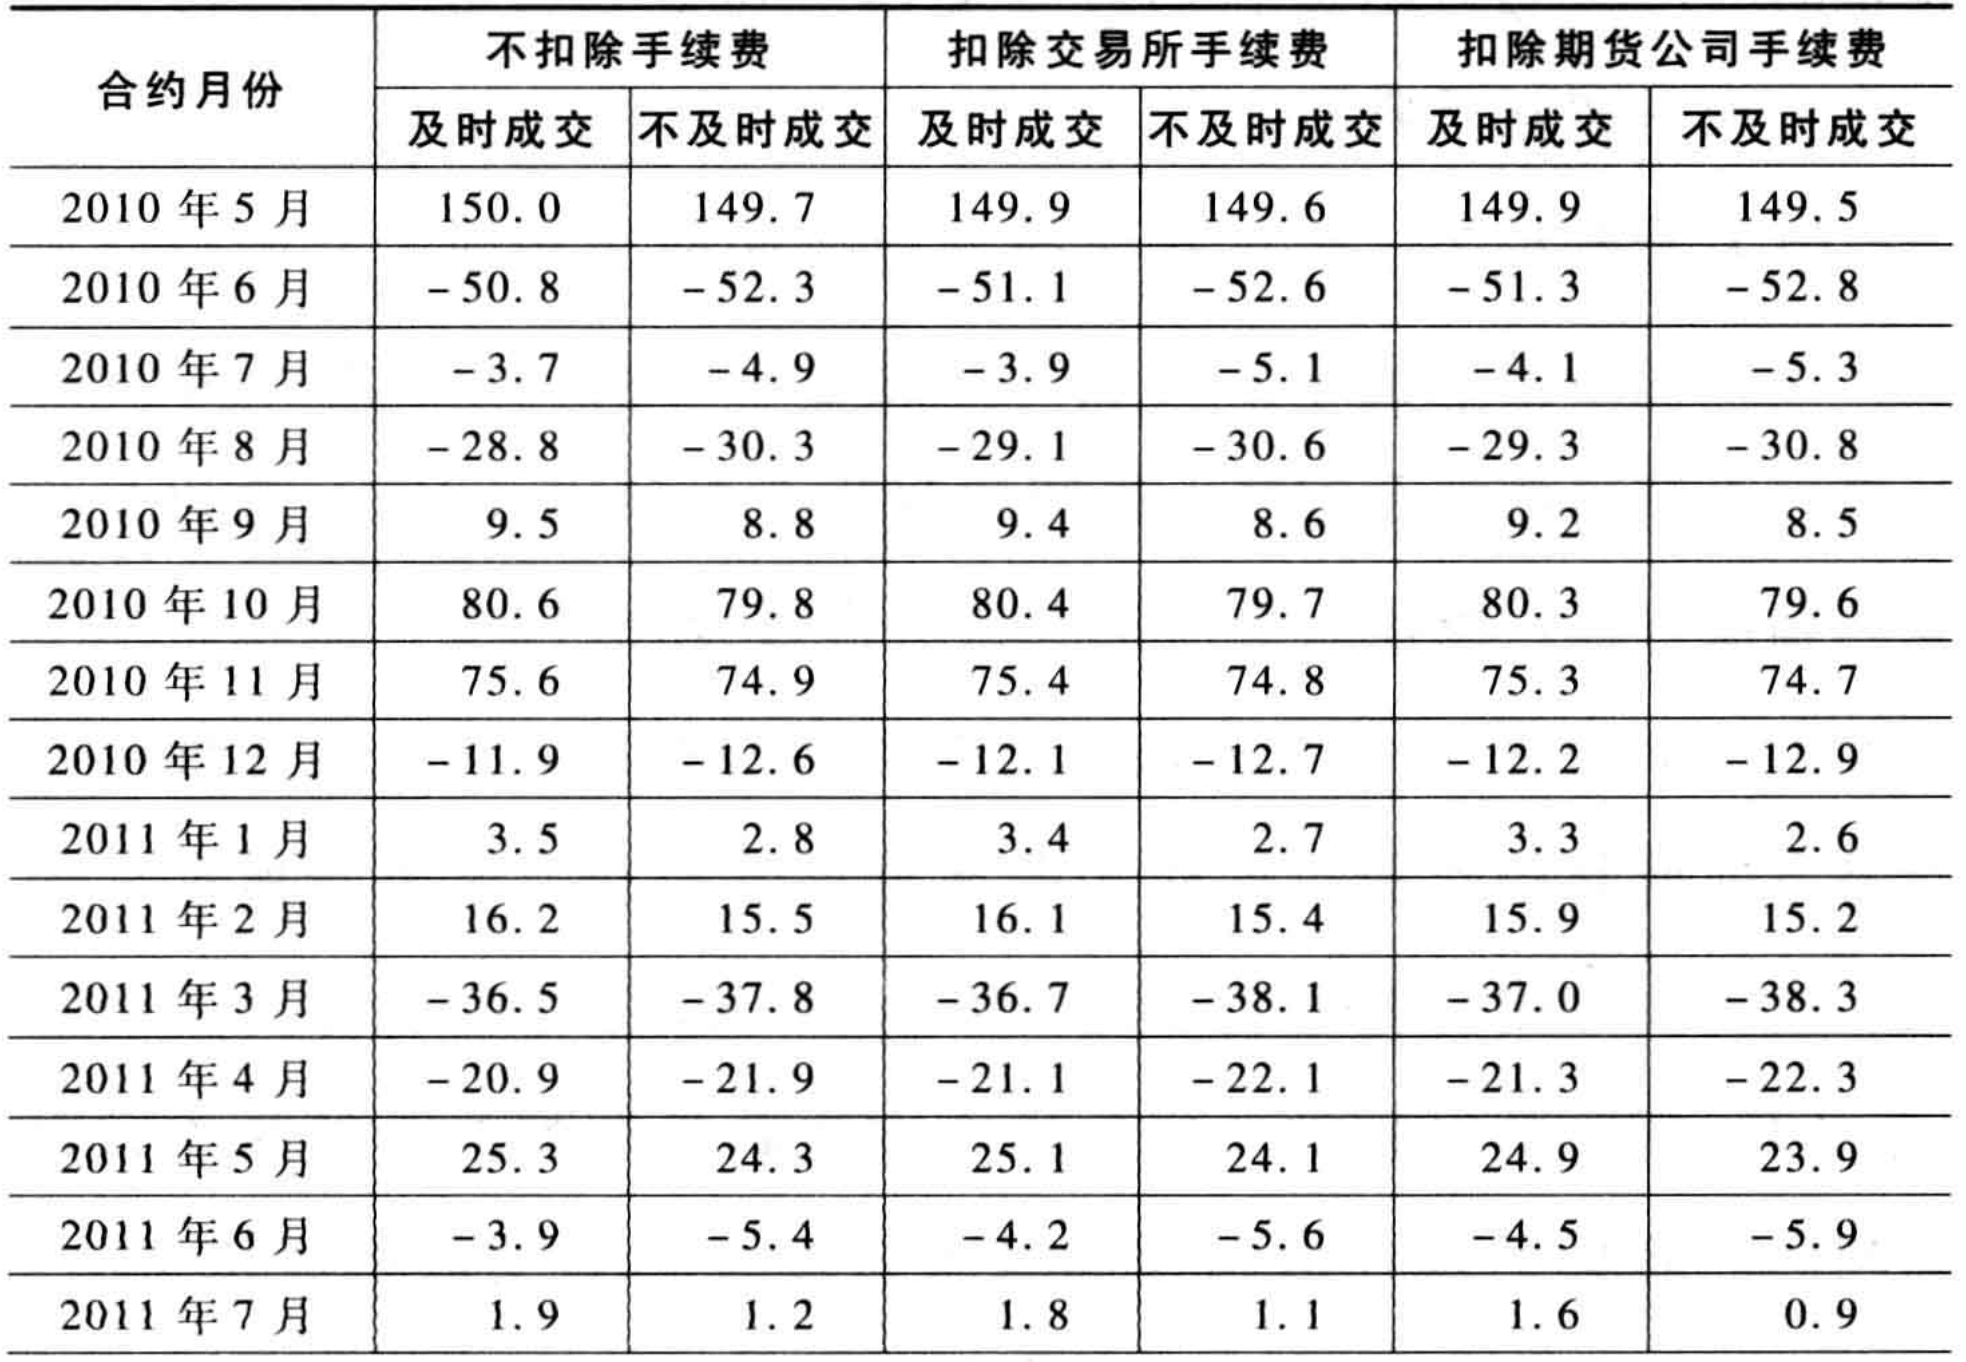 合约月份 不扣除手续费 扣除交易所手续费 扣除期货公司手续费
及时成交 不及时成交 及时成交 不及时成交 及时成交 不及时成交
2010 年 5 月 150.0 149.7 149.9 149.6 149.9 149.5
2010 年 6 月 -50.8 -52.3 -51.1 -52.6 -51.3 -52.8
2010 年 7 月 -3.7 -4.9 -3.9 -5.1 -4.1 -5.3
2010 年 8 月 -28.8 -30.3 -29.1 -30.6 -29.3 -30.8
2010 年 9 月 9.5 8.8 9.4 8.6 9.2 8.5
2010 年 10 月 80.6 79.8 80.4 79.7 80.3 79.6
2010 年 11 月 75.6 74.9 75.4 74.8 75.3 74.7
2010 年 12 月 -11.9 -12.6 -12.1 -12.7 -12.2 -12.9
2011 年 1 月 3.5 2.8 3.4 2.7 3.3 2.6
2011 年 2 月 16.2 15.5 16.1 15.4 15.9 15.2
2011 年 3 月 -36.5 -37.8 -36.7 -38.1 -37.0 -38.3
2011 年 4 月 -20.9 -21.9 -21.1 -22.1 -21.3 -22.3
2011 年 5 月 25.3 24.3 25.1 24.1 24.9 23.9
2011 年 6 月 -3.9 -5.4 -4.2 -5.6 -4.5 -5.9
2011 年 7 月 1.9 1.2 1.8 1.1 1.6 0.9